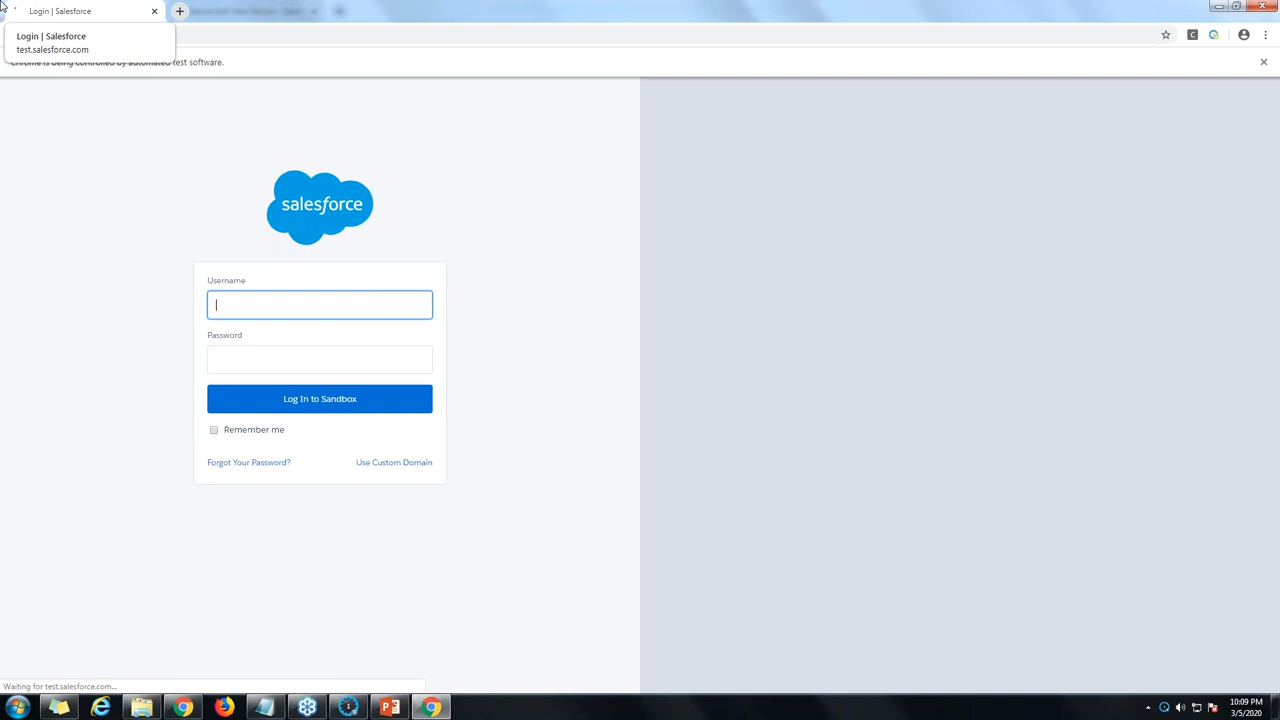 Login | Salesforce
Login | Salesforce
test.salesforce.com
Chrome is being controlled by automated test software.
salesforce
Username
Password
Log In to Sandbox
Remember me
Forgot Your Password?
Use Custom Domain
Waiting for test.salesforce.com...
10:09 PM
3/5/2020